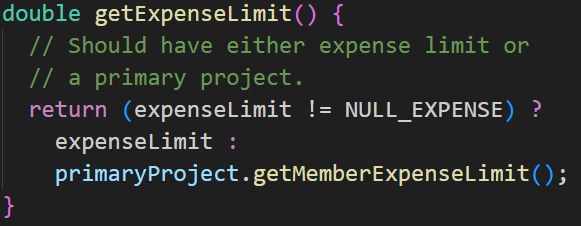 double getExpenseLimit() {
  // Should have either expense limit or
  // a primary project.
  return (expenseLimit != NULL_EXPENSE) ?
    expenseLimit :
    primaryProject.getMemberExpenseLimit();
}